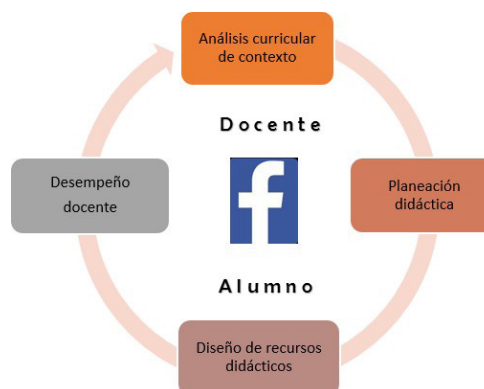 Análisis curricular
de contexto
Docente
Desempeño
docente
f
Planeación
didáctica
Alumno
Diseño de recursos
didácticos